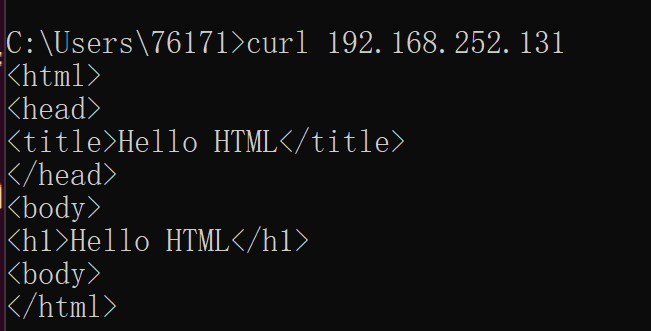 C:\Users\76171>curl 192.168.252.131
<html>
<head>
<title>Hello HTML</title>
</head>
<body>
<h1>Hello HTML</h1>
<body>
</html>